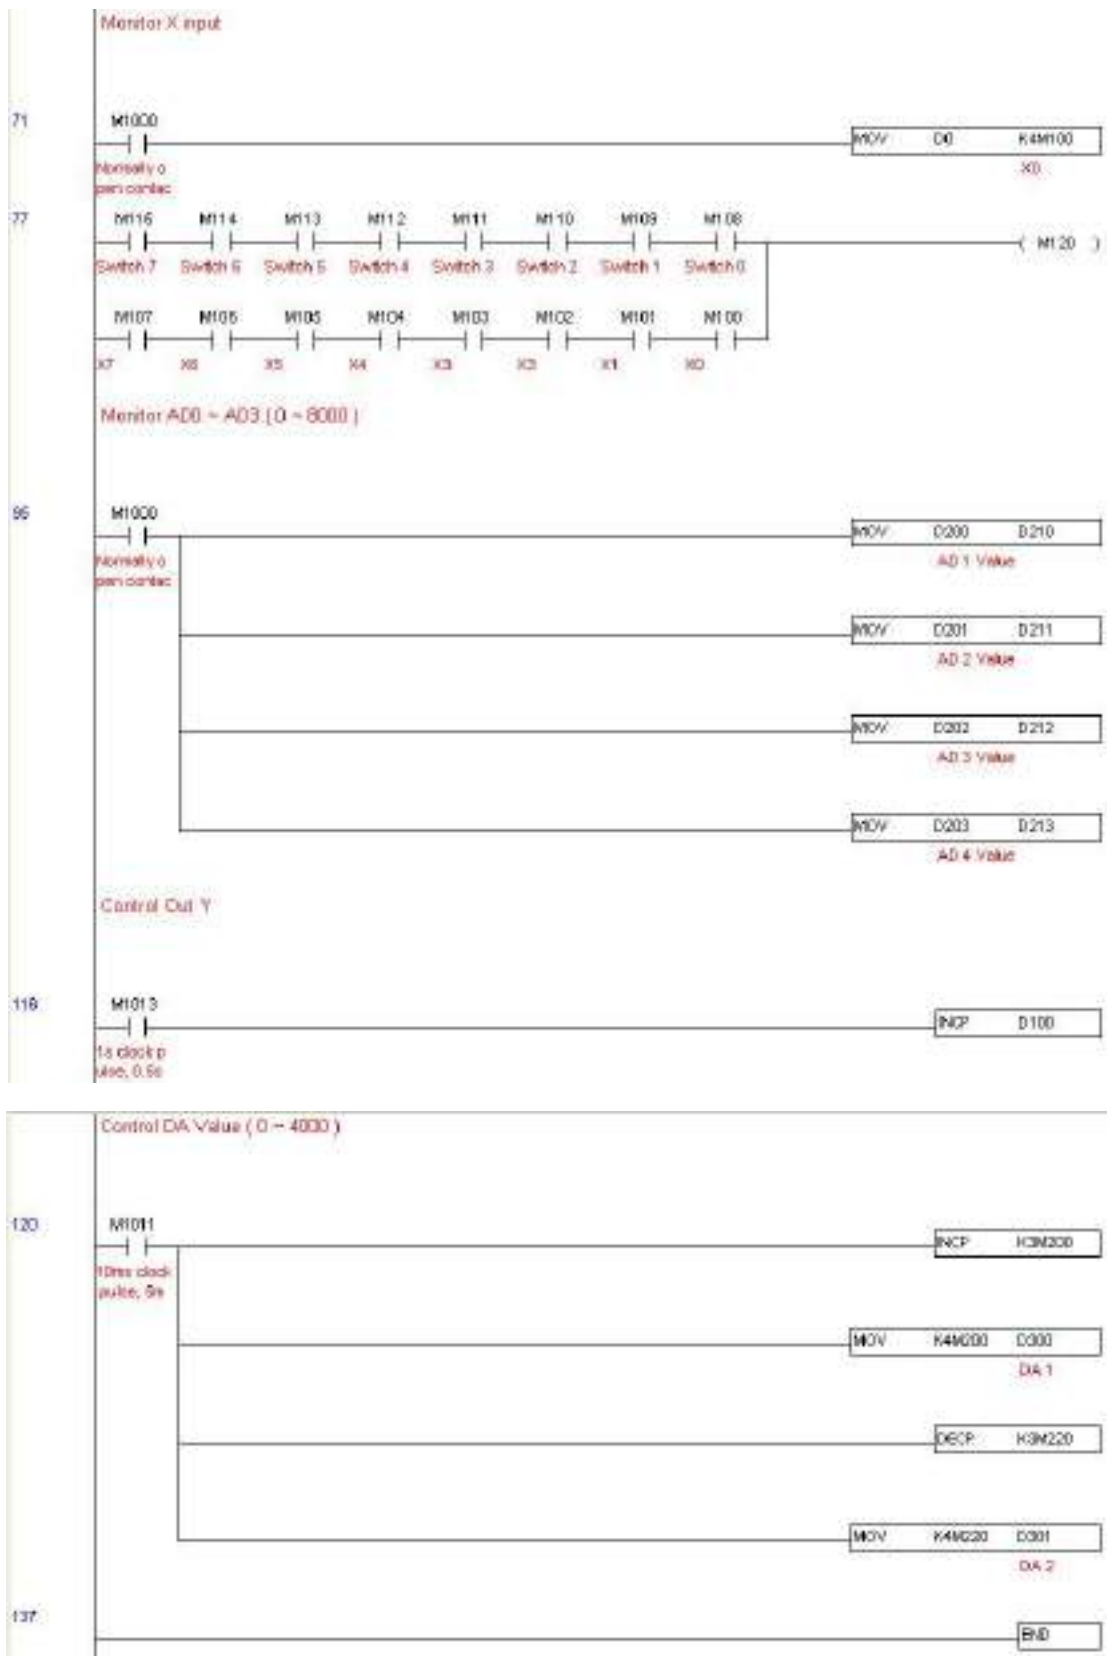 Monitor X input
71 M1000
MOV D0 K4M100
Normally o X0
pen contac
77 M115 M114 M113 M112 M111 M110 M109 M108
( M120 )
Switch 7 Switch 6 Switch 5 Switch 4 Switch 3 Switch 2 Switch 1 Switch 0
M107 M106 M105 M104 M103 M102 M101 M100
X7 X6 X5 X4 X3 X1 X0
Monitor AD0 ~ AD3 ( 0 ~ 8000 )
M1000
MOV D200 D210
Normally o AD 1 Value
pen contac
MOV D201 D211
AD 2 Value
MOV D202 D212
AD 3 Value
MOV D203 D213
AD 4 Value
Control Out Y
M1013
INCP D100
1s clock p
ulse, 0.5s
Control DA Value ( 0 ~ 4000 )
120 M1011
INCP K3M200
10ms clock
pulse, 5m
MOV K4M200 D300
DA 1
DECP K3M220
MOV K4M220 D301
DA 2
137
END